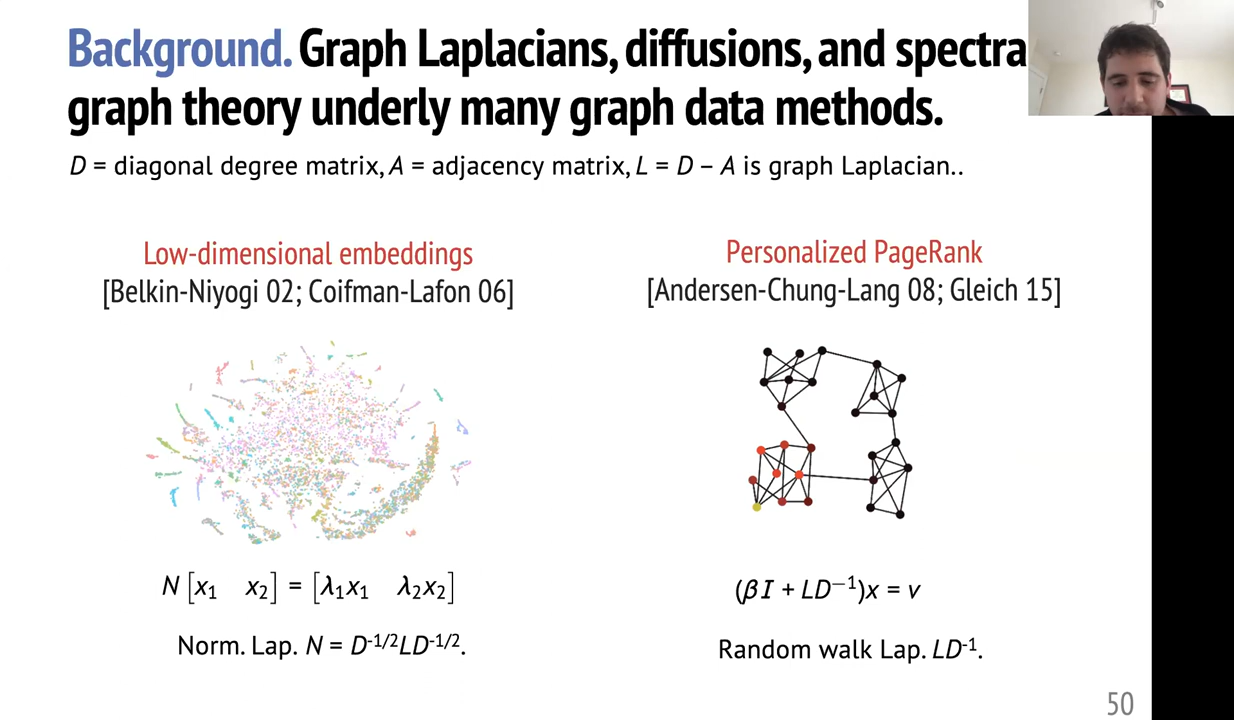 Background. Graph Laplacians, diffusions, and spectra
graph theory underly many graph data methods.
D = diagonal degree matrix, A = adjacency matrix, L = D – A is graph Laplacian..
Low-dimensional embeddings
[Belkin-Niyogi 02; Coifman-Lafon 06]
Personalized PageRank
[Andersen-Chung-Lang 08; Gleich 15]
N [x₁ x₂] = [λ₁x₁ λ₂x₂]
Norm. Lap. N = D⁻¹/²LD⁻¹/².
(βI + LD⁻¹)x = v
Random walk Lap. LD⁻¹.
50